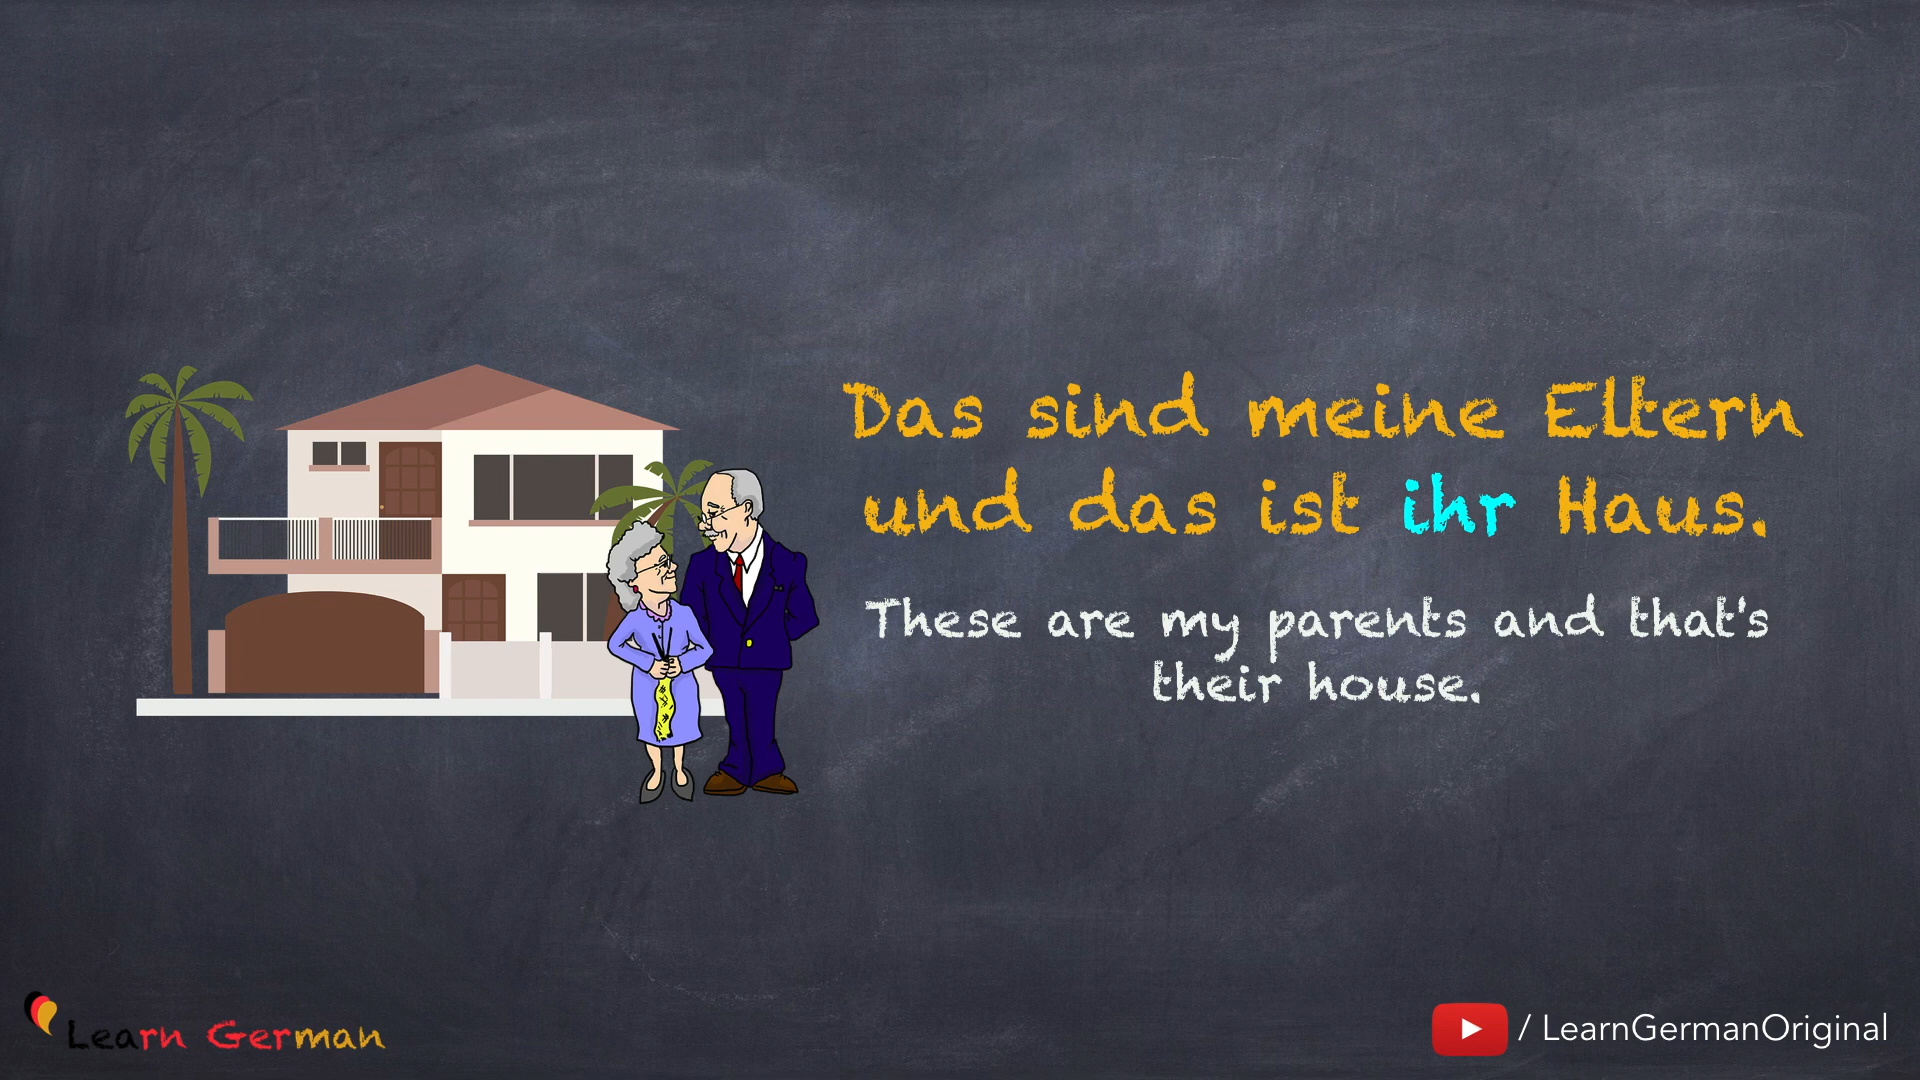 Das sind meine Eltern
und das ist ihr Haus.
These are my parents and that's
their house.
Learn German
/ LearnGermanOriginal